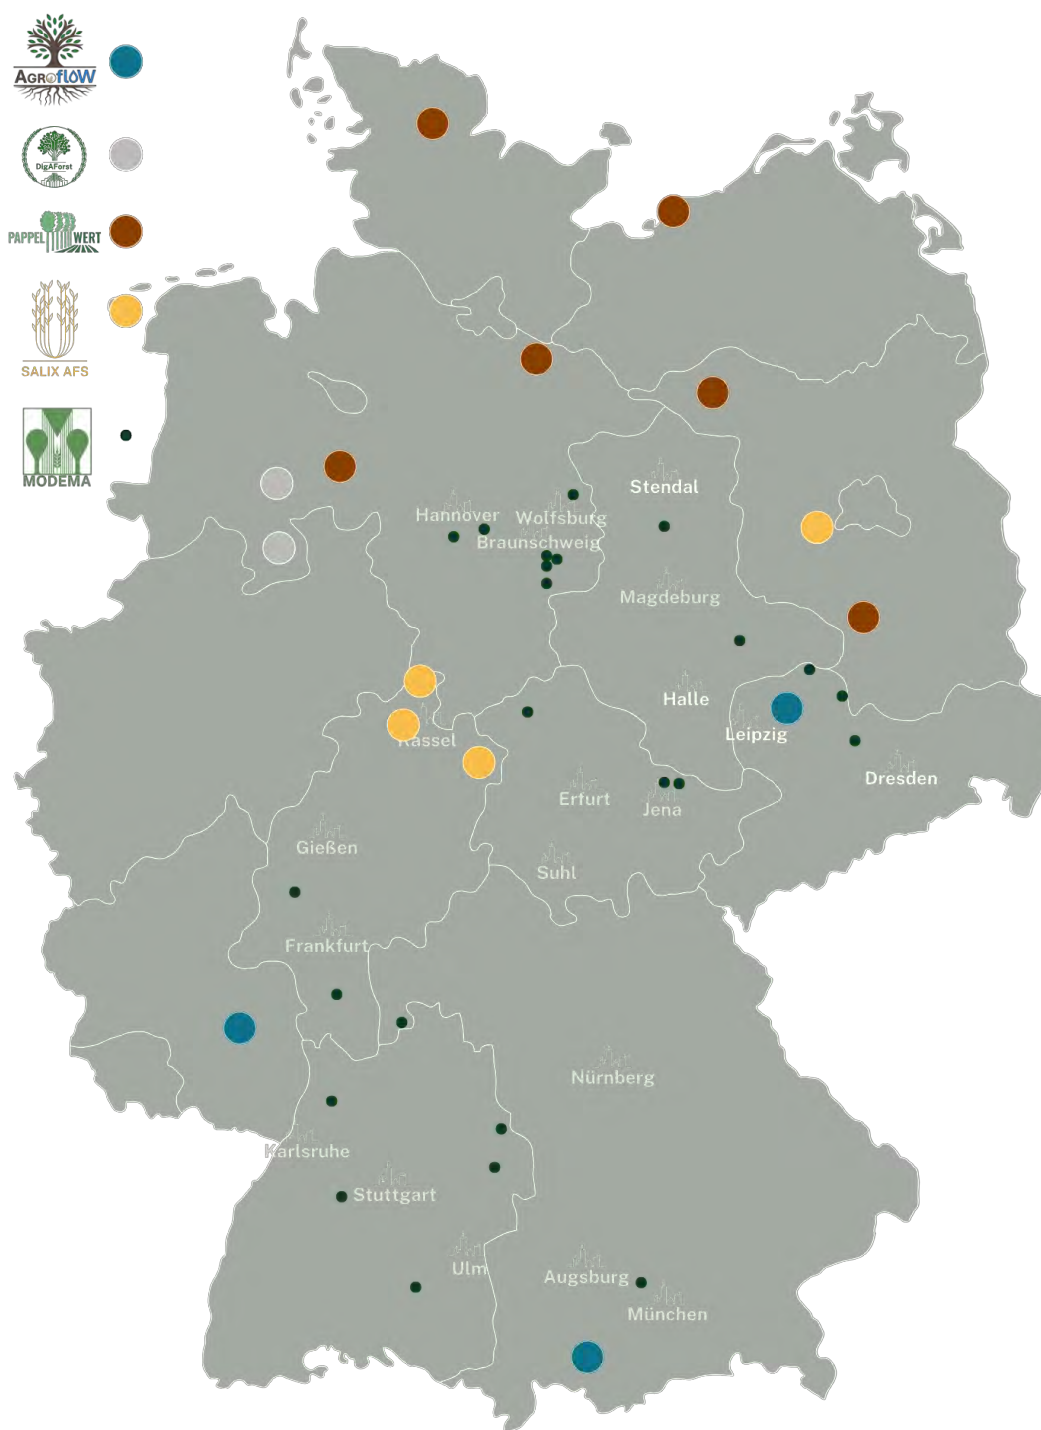 AGROflOW
DigAForst
PAPPEL WERT
SALIX AFS
MODEMA
Stendal
Hannover
Wolfsburg
Braunschweig
Magdeburg
Halle
Leipzig
Kassel
Dresden
Erfurt
Jena
Gießen
Suhl
Frankfurt
Nürnberg
Karlsruhe
Stuttgart
Ulm
Augsburg
München